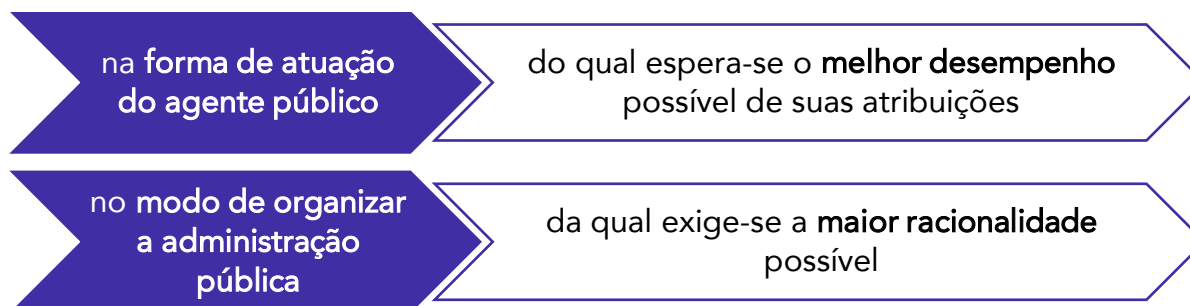 na forma de atuação
do agente público
do qual espera-se o melhor desempenho
possível de suas atribuições
no modo de organizar
a administração
pública
da qual exige-se a maior racionalidade
possível